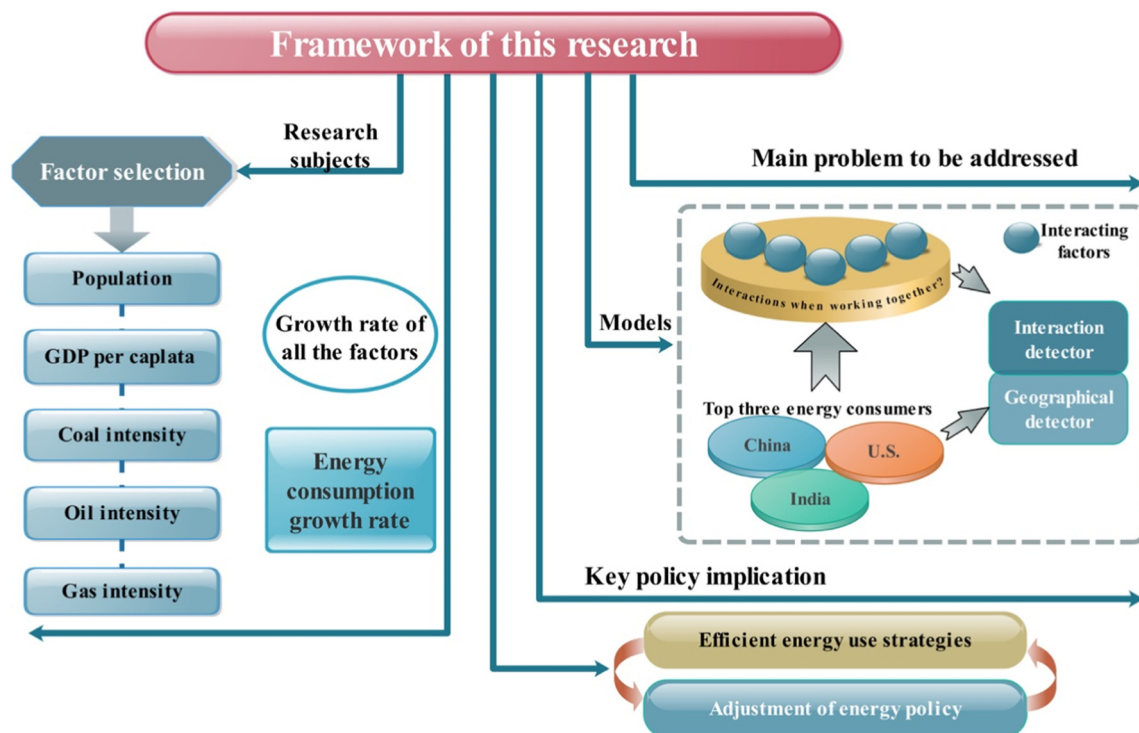 Framework of this research
Research
subjects
Factor selection
Population
GDP per caplata
Coal intensity
Oil intensity
Gas intensity
Growth rate of
all the factors
Energy
consumption
growth rate
Main problem to be addressed
Models
Interacting
factors
Interactions when working together?
Interaction
detector
Geographical
detector
Top three energy consumers
China
U.S.
India
Key policy implication
Efficient energy use strategies
Adjustment of energy policy